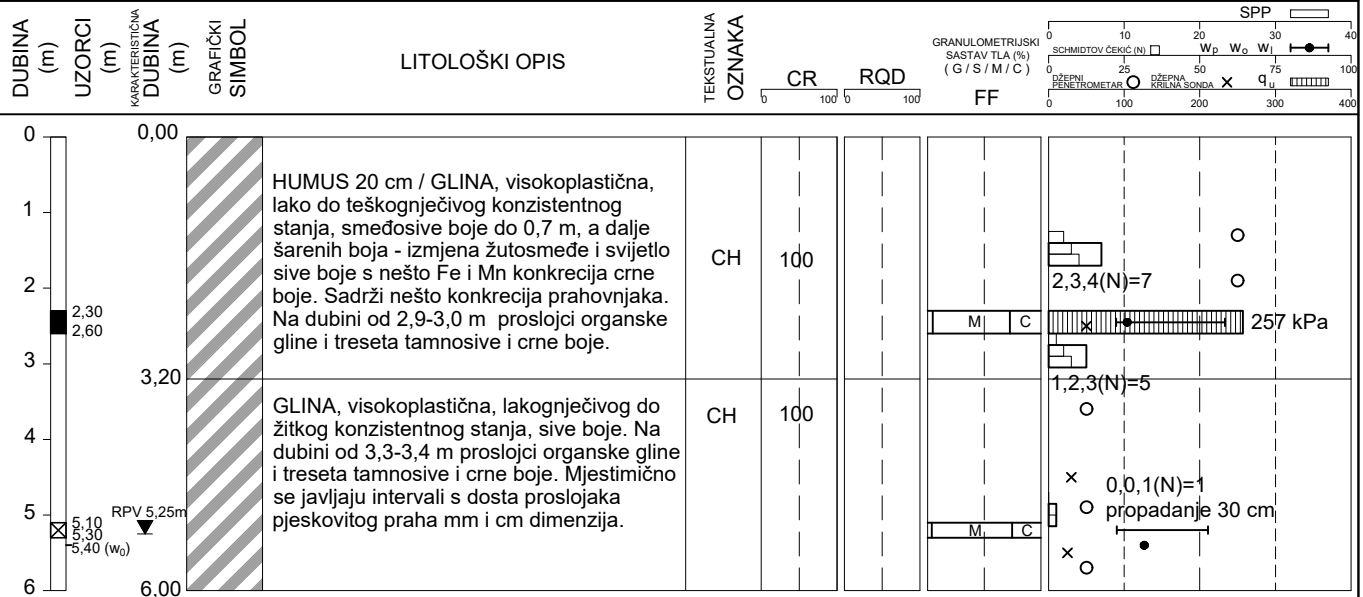 DUBINA
(m)
UZORCI
(m)
KARAKTERISTIČNA
DUBINA
(m)
GRAFIČKI
SIMBOL
LITOLOŠKI OPIS
TEKSTUALNA
OZNAKA
CR
0 100
RQD
0 100
GRANULOMETRIJSKI
SASTAV TLA (%)
( G / S / M / C )
FF
SPP
0 10 20 30 40
SCHMIDTOV ČEKIĆ (N)
wp wo wl
0 25 50 75 100
DŽEPNI
PENETROMETAR
DŽEPNA
KRILNA SONDA
qu
0 100 200 300 400
0
1
2
3
4
5
6
2,30
2,60
5,10
5,30
5,40 (w0)
0,00
3,20
RPV 5,25m
6,00
HUMUS 20 cm / GLINA, visokoplastična,
lako do teškognječivog konzistentnog
stanja, smeđosive boje do 0,7 m, a dalje
šarenih boja - izmjena žutosmeđe i svijetlo
sive boje s nešto Fe i Mn konkrecija crne
boje. Sadrži nešto konkrecija prahovnjaka.
Na dubini od 2,9-3,0 m proslojci organske
gline i treseta tamnosive i crne boje.
CH
100
M C
2,3,4(N)=7
257 kPa
1,2,3(N)=5
GLINA, visokoplastična, lakognječivog do
žitkog konzistentnog stanja, sive boje. Na
dubini od 3,3-3,4 m proslojci organske gline
i treseta tamnosive i crne boje. Mjestimično
se javljaju intervali s dosta proslojaka
pjeskovitog praha mm i cm dimenzija.
CH
100
M C
0,0,1(N)=1
propadanje 30 cm